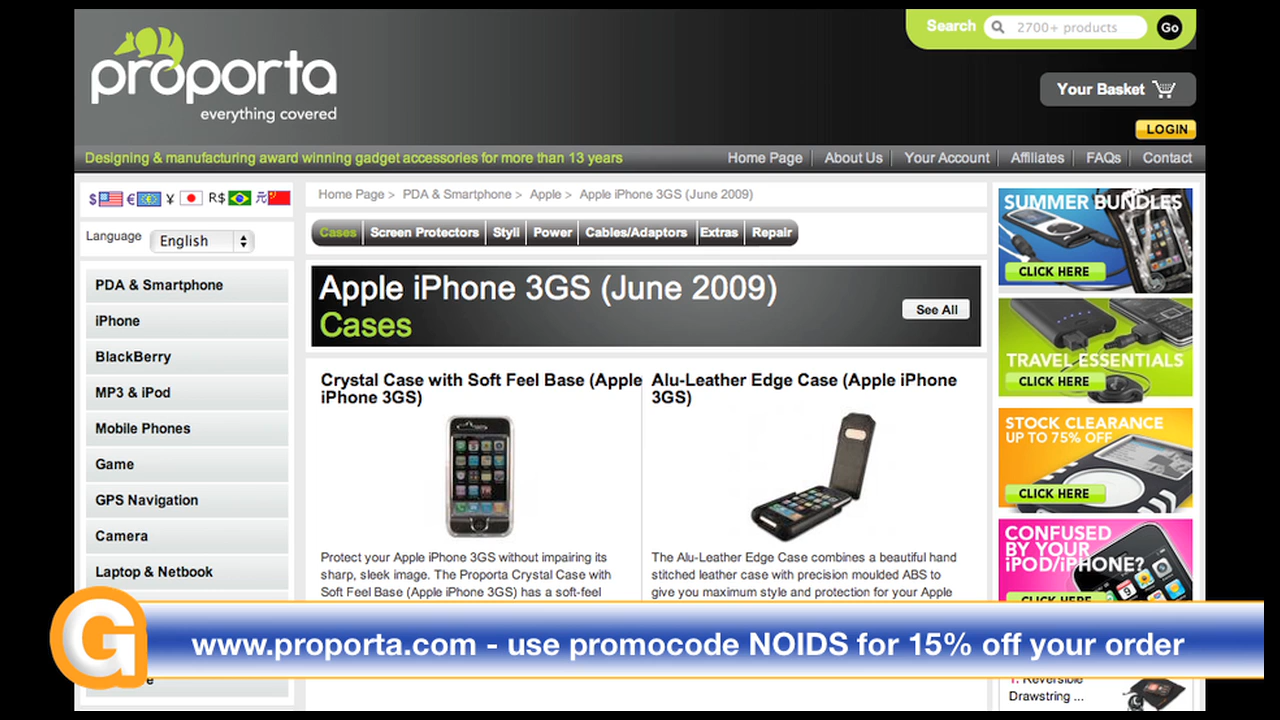 proporta
everything covered
Search
2700+ products
Go
Your Basket
LOGIN
Designing & manufacturing award winning gadget accessories for more than 13 years
Home Page
About Us
Your Account
Affiliates
FAQs
Contact
$ € ¥ R$ 元
Language
English
PDA & Smartphone
iPhone
BlackBerry
MP3 & iPod
Mobile Phones
Game
GPS Navigation
Camera
Laptop & Netbook
Home Page > PDA & Smartphone > Apple > Apple iPhone 3GS (June 2009)
Cases
Screen Protectors
Styli
Power
Cables/Adaptors
Extras
Repair
Apple iPhone 3GS (June 2009)
Cases
See All
Crystal Case with Soft Feel Base (Apple
iPhone 3GS)
Protect your Apple iPhone 3GS without impairing its
sharp, sleek image. The Proporta Crystal Case with
Soft Feel Base (Apple iPhone 3GS) has a soft-feel
Alu-Leather Edge Case (Apple iPhone
3GS)
The Alu-Leather Edge Case combines a beautiful hand
stitched leather case with precision moulded ABS to
give you maximum style and protection for your Apple
SUMMER BUNDLES
CLICK HERE
TRAVEL ESSENTIALS
CLICK HERE
STOCK CLEARANCE
UP TO 75% OFF
CLICK HERE
CONFUSED
BY YOUR
iPOD/iPHONE?
CLICK HERE
G
www.proporta.com - use promocode NOIDS for 15% off your order
1. Reversible
Drawstring ...